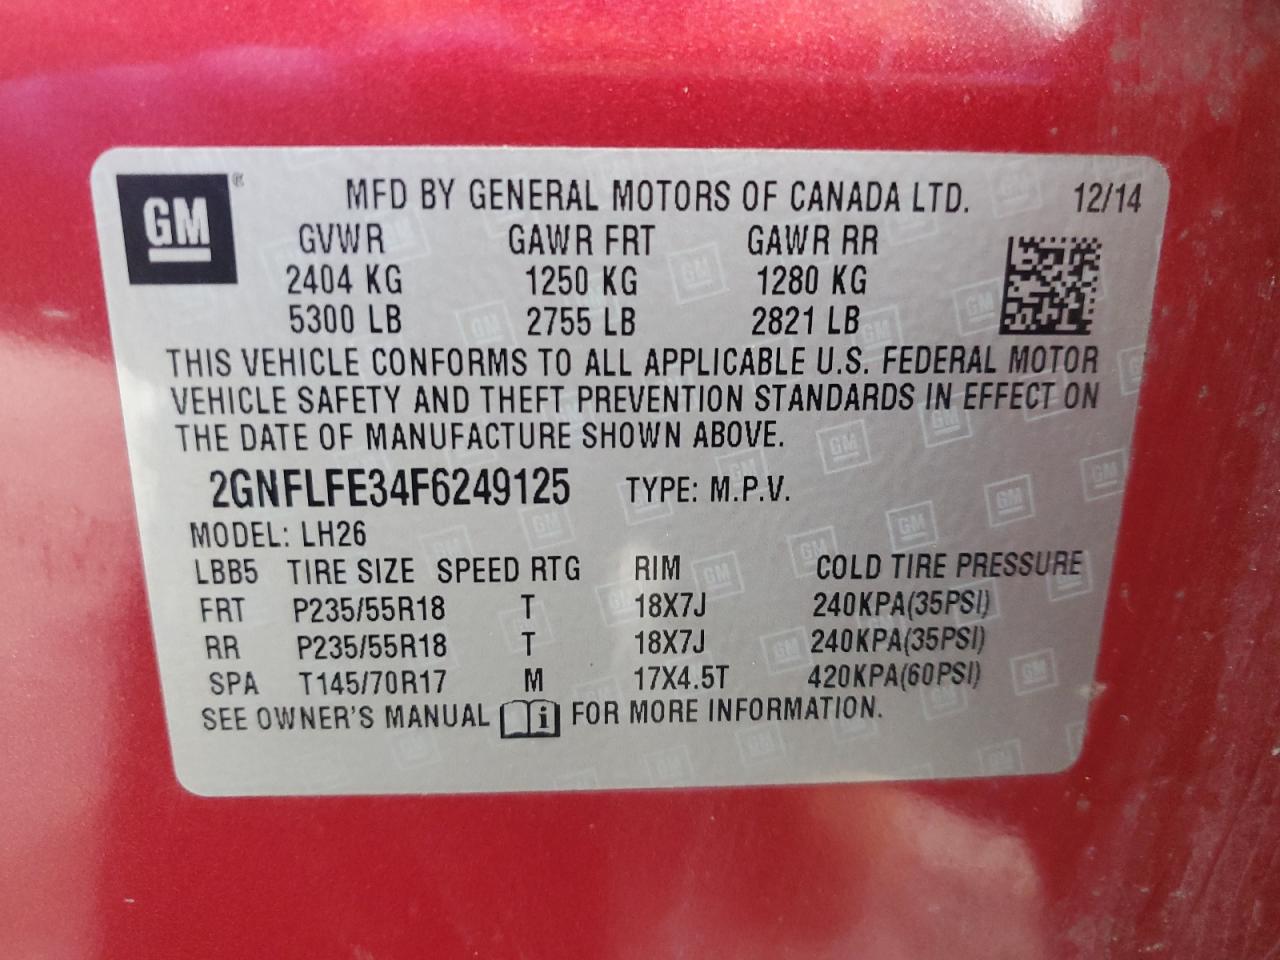 GM® MFD BY GENERAL MOTORS OF CANADA LTD. 12/14
GVWR GAWR FRT GAWR RR
2404 KG 1250 KG 1280 KG
5300 LB 2755 LB 2821 LB
THIS VEHICLE CONFORMS TO ALL APPLICABLE U.S. FEDERAL MOTOR
VEHICLE SAFETY AND THEFT PREVENTION STANDARDS IN EFFECT ON
THE DATE OF MANUFACTURE SHOWN ABOVE.
2GNFLFE34F6249125 TYPE: M.P.V.
MODEL: LH26
LBB5 TIRE SIZE SPEED RTG RIM COLD TIRE PRESSURE
FRT P235/55R18 T 18X7J 240KPA(35PSI)
RR P235/55R18 T 18X7J 240KPA(35PSI)
SPA T145/70R17 M 17X4.5T 420KPA(60PSI)
SEE OWNER'S MANUAL i FOR MORE INFORMATION.